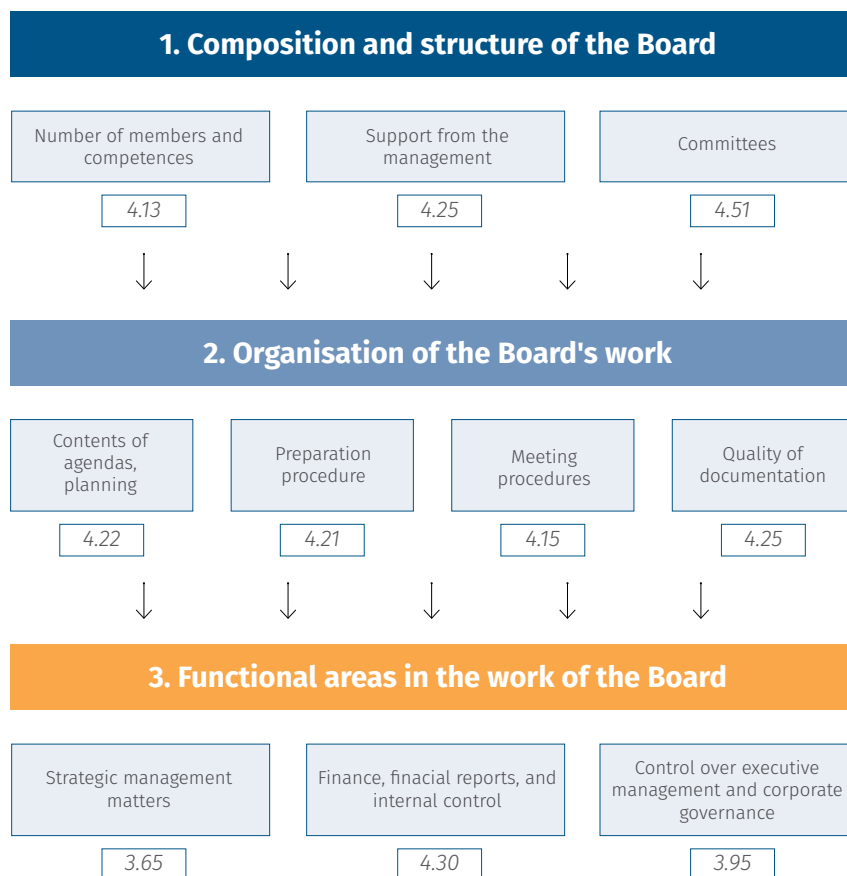 1. Composition and structure of the Board
Number of members and
competences
Support from the
management
Committees
4.13
4.25
4.51
2. Organisation of the Board's work
Contents of
agendas,
planning
Preparation
procedure
Meeting
procedures
Quality of
documentation
4.22
4.21
4.15
4.25
3. Functional areas in the work of the Board
Strategic management
matters
Finance, finacial reports, and
internal control
Control over executive
management and corporate
governance
3.65
4.30
3.95